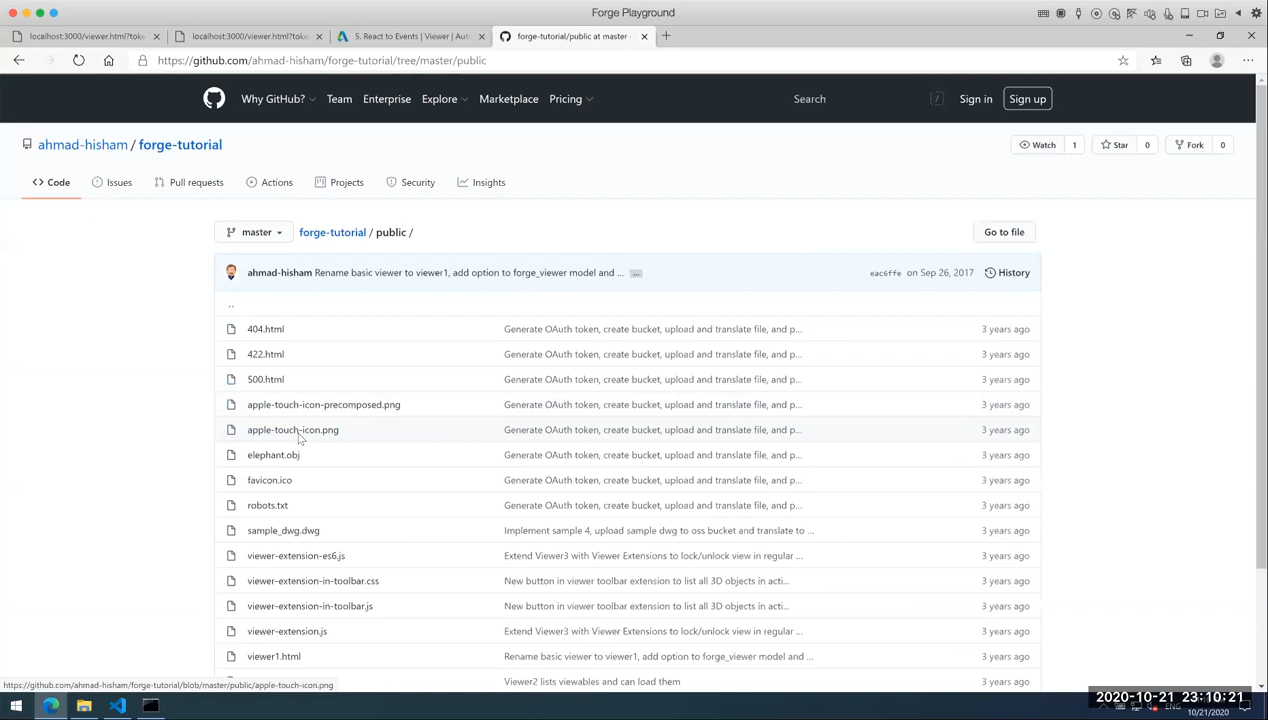 Forge Playground
localhost:3000/viewer.html?toke
localhost:3000/viewer.html?toke
5. React to Events | Viewer | Aut
forge-tutorial/public at master ·
https://github.com/ahmad-hisham/forge-tutorial/tree/master/public
Why GitHub? Team Enterprise Explore Marketplace Pricing Search / Sign in Sign up
ahmad-hisham / forge-tutorial Watch 1 Star 0 Fork 0
Code Issues Pull requests Actions Projects Security Insights
master forge-tutorial / public / Go to file
ahmad-hisham Rename basic viewer to viewer1, add option to forge_viewer model and ... ... eac6ffe on Sep 26, 2017 History
..
404.html Generate OAuth token, create bucket, upload and translate file, and p... 3 years ago
422.html Generate OAuth token, create bucket, upload and translate file, and p... 3 years ago
500.html Generate OAuth token, create bucket, upload and translate file, and p... 3 years ago
apple-touch-icon-precomposed.png Generate OAuth token, create bucket, upload and translate file, and p... 3 years ago
apple-touch-icon.png Generate OAuth token, create bucket, upload and translate file, and p... 3 years ago
elephant.obj Generate OAuth token, create bucket, upload and translate file, and p... 3 years ago
favicon.ico Generate OAuth token, create bucket, upload and translate file, and p... 3 years ago
robots.txt Generate OAuth token, create bucket, upload and translate file, and p... 3 years ago
sample_dwg.dwg Implement sample 4, upload sample dwg to oss bucket and translate to ... 3 years ago
viewer-extension-es6.js Extend Viewer3 with Viewer Extensions to lock/unlock view in regular ... 3 years ago
viewer-extension-in-toolbar.css New button in viewer toolbar extension to list all 3D objects in acti... 3 years ago
viewer-extension-in-toolbar.js New button in viewer toolbar extension to list all 3D objects in acti... 3 years ago
viewer-extension.js Extend Viewer3 with Viewer Extensions to lock/unlock view in regular ... 3 years ago
viewer1.html Rename basic viewer to viewer1, add option to forge_viewer model and ... 3 years ago
Viewer2 lists viewables and can load them 3 years ago
https://github.com/ahmad-hisham/forge-tutorial/blob/master/public/apple-touch-icon.png
2020-10-21 23:10:21
ENG
10/21/2020